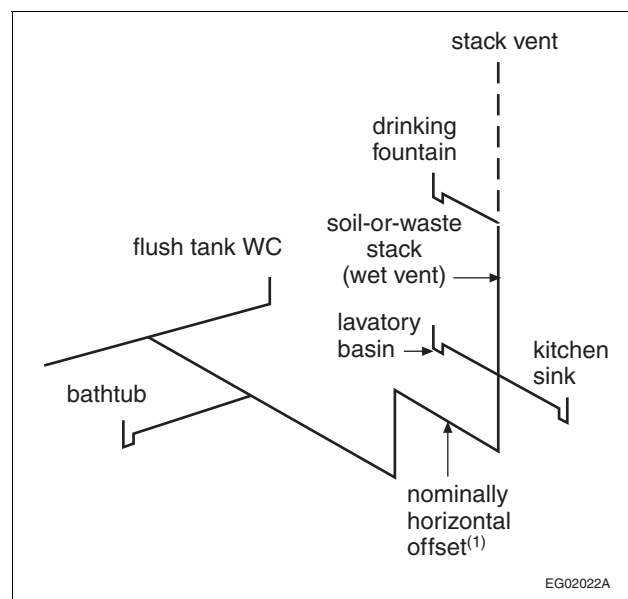 stack vent
drinking
fountain
soil-or-waste
stack
(wet vent)
flush tank WC
lavatory
basin
kitchen
sink
bathtub
nominally
horizontal
offset(1)
EG02022A